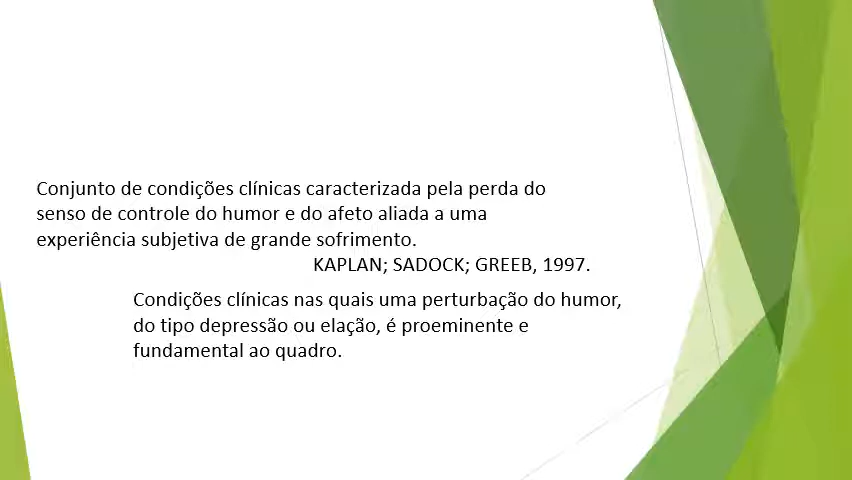 Conjunto de condições clínicas caracterizada pela perda do
senso de controle do humor e do afeto aliada a uma
experiência subjetiva de grande sofrimento.
KAPLAN; SADOCK; GREEB, 1997.
Condições clínicas nas quais uma perturbação do humor,
do tipo depressão ou elação, é proeminente e
fundamental ao quadro.